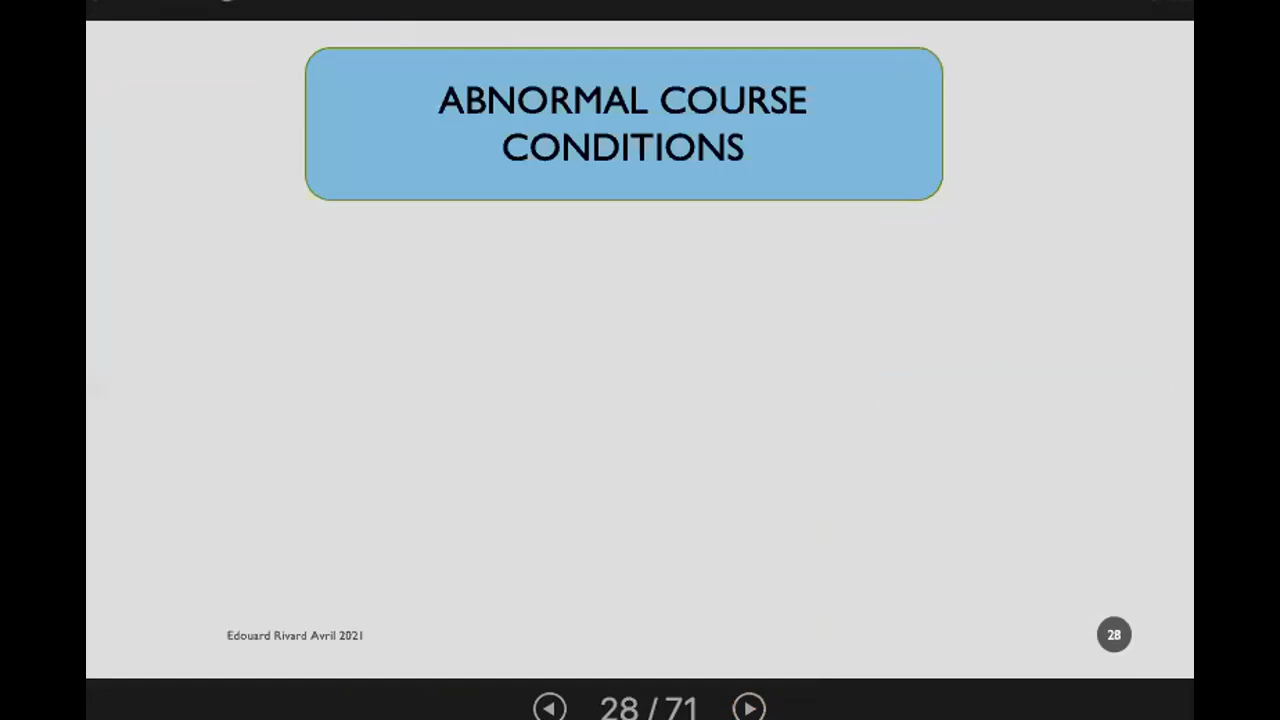 ABNORMAL COURSE
CONDITIONS
Edouard Rivard Avril 2021
28
28 / 71